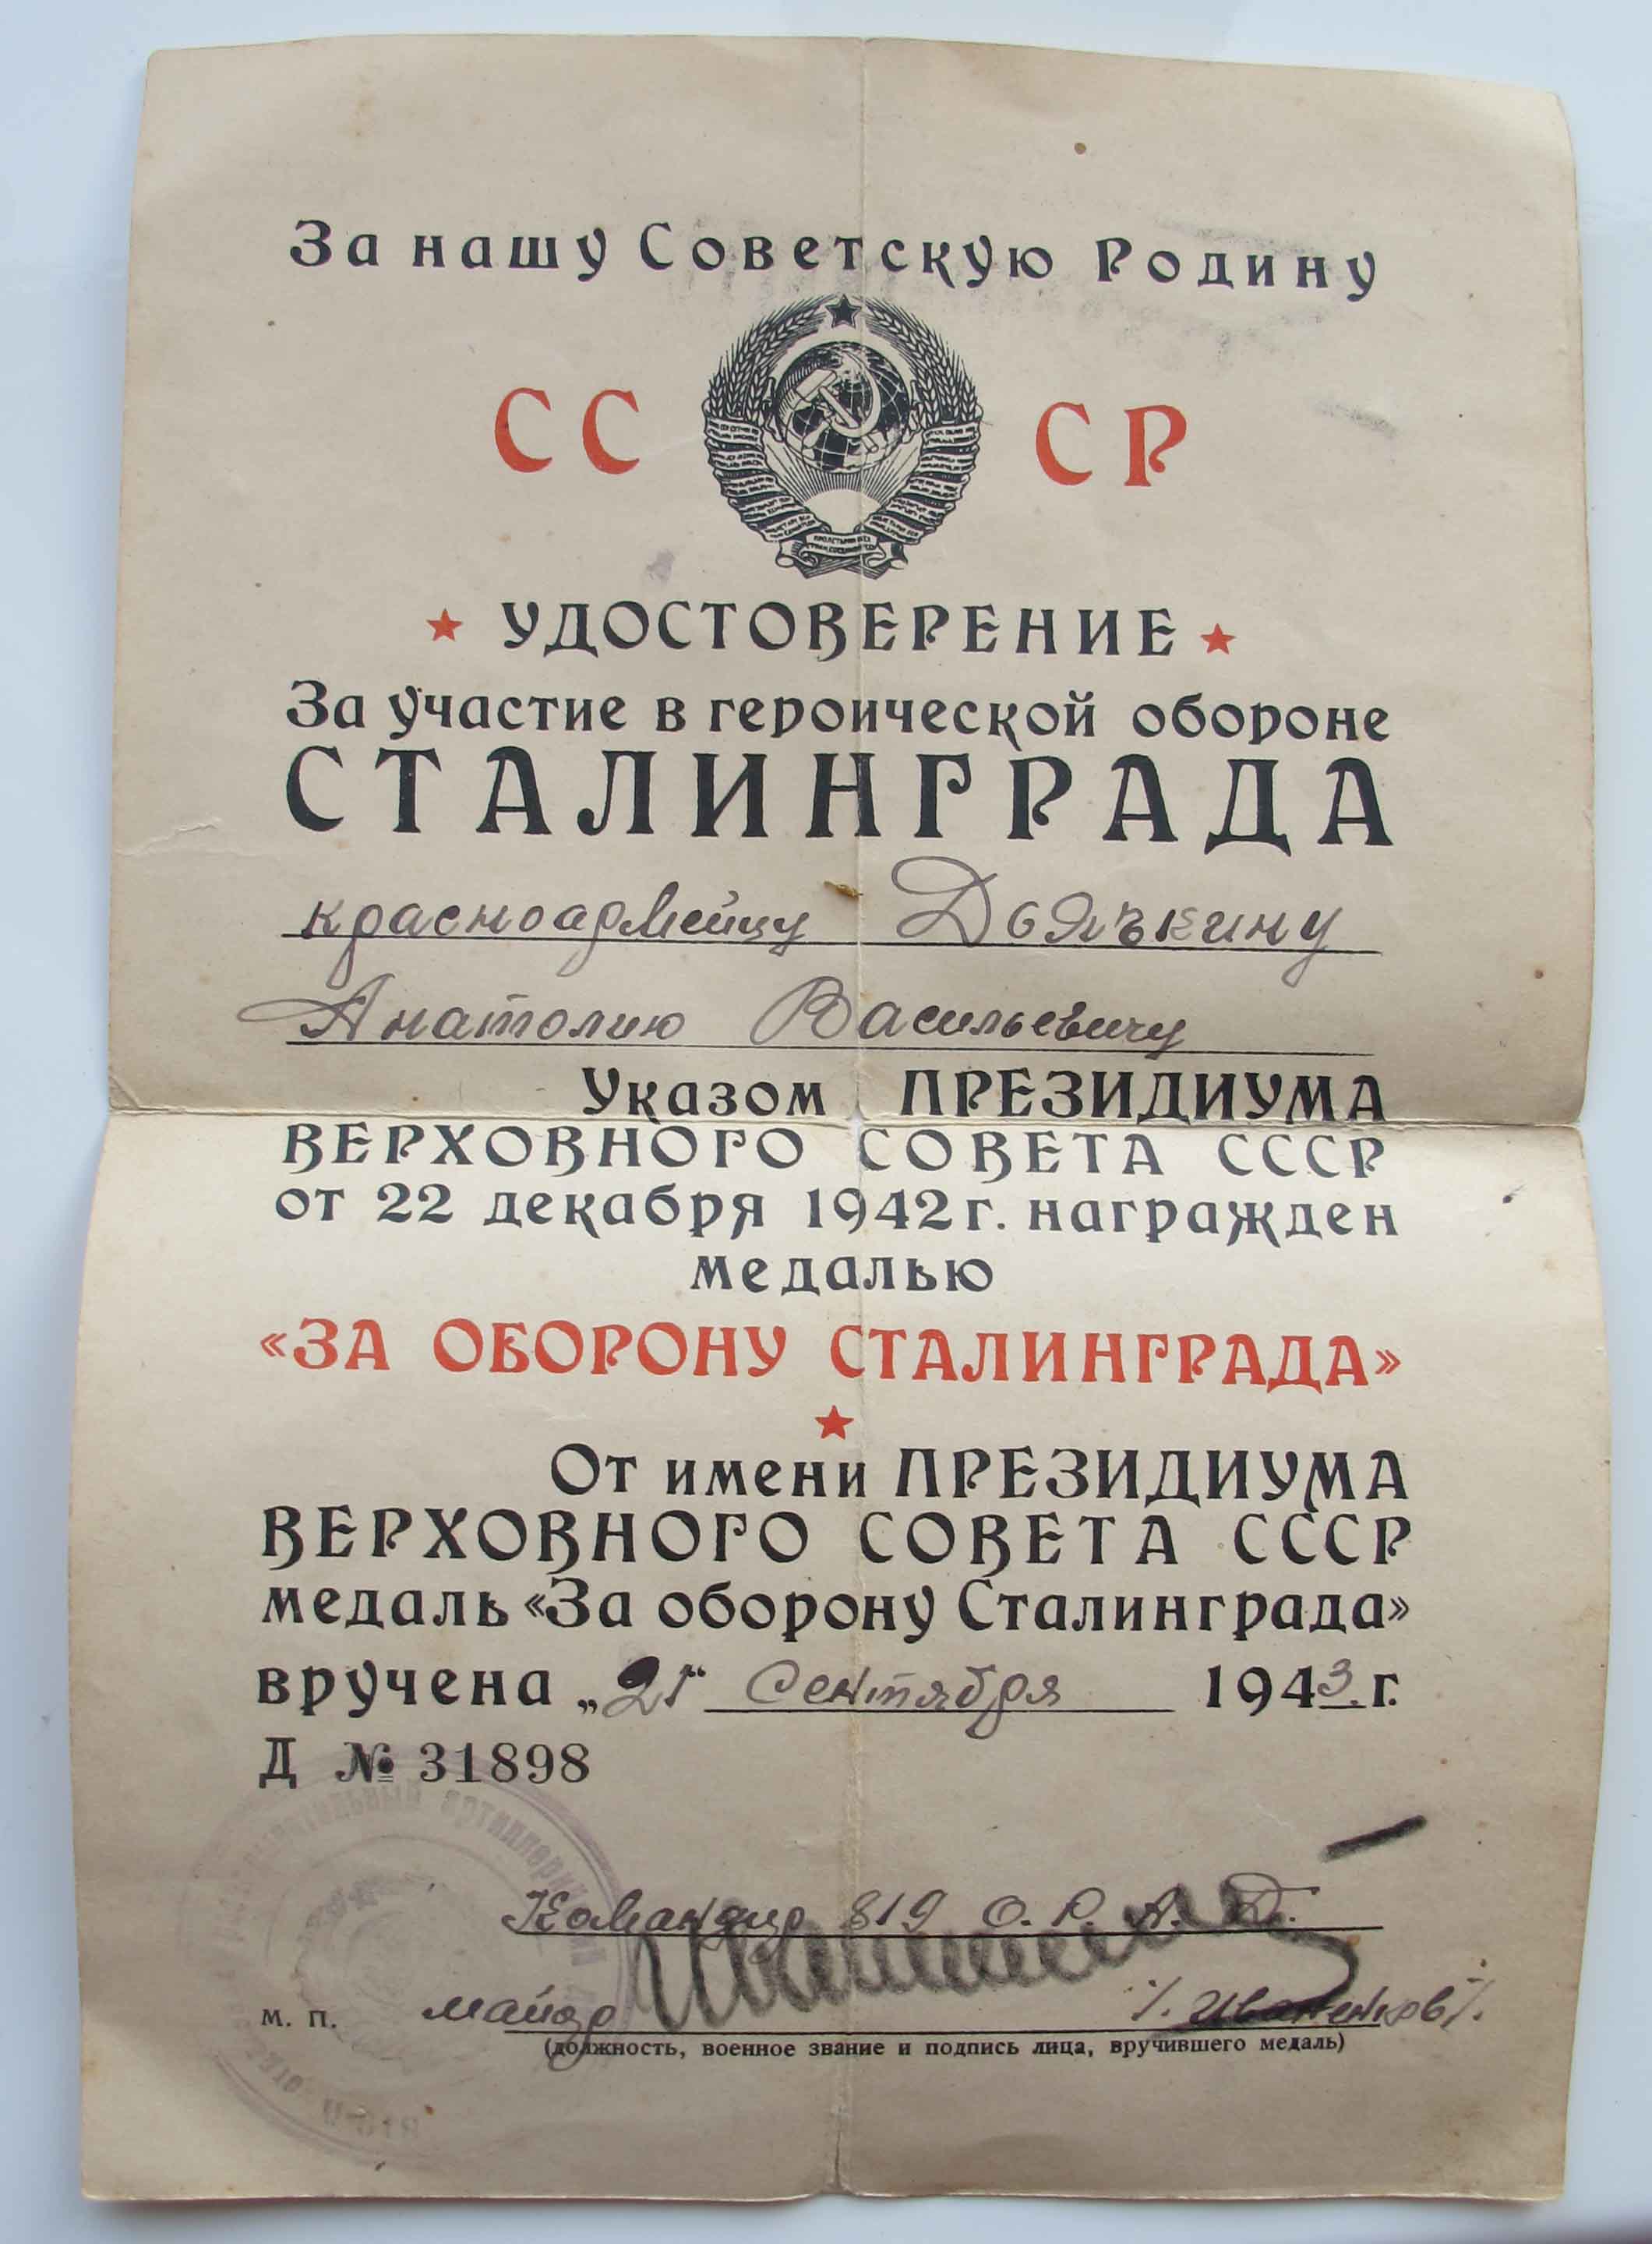 За нашу Советскую Родину
СС СР
УДОСТОВЕРЕНИЕ
За участие в героической обороне
СТАЛИНГРАДА
красноармейцу Дьячкину
Анатолию Васильевичу
Указом ПРЕЗИДИУМА
ВЕРХОВНОГО СОВЕТА СССР
от 22 декабря 1942 г. награжден
медалью
«ЗА ОБОРОНУ СТАЛИНГРАДА»
От имени ПРЕЗИДИУМА
ВЕРХОВНОГО СОВЕТА СССР
медаль «За оборону Сталинграда»
вручена „21“ Сентября 1943. г.
Д № 31898
Командир 819 О. Р. А. Д.
м. п. майор /. Иваненков /.
(должность, военное звание и подпись лица, вручившего медаль)